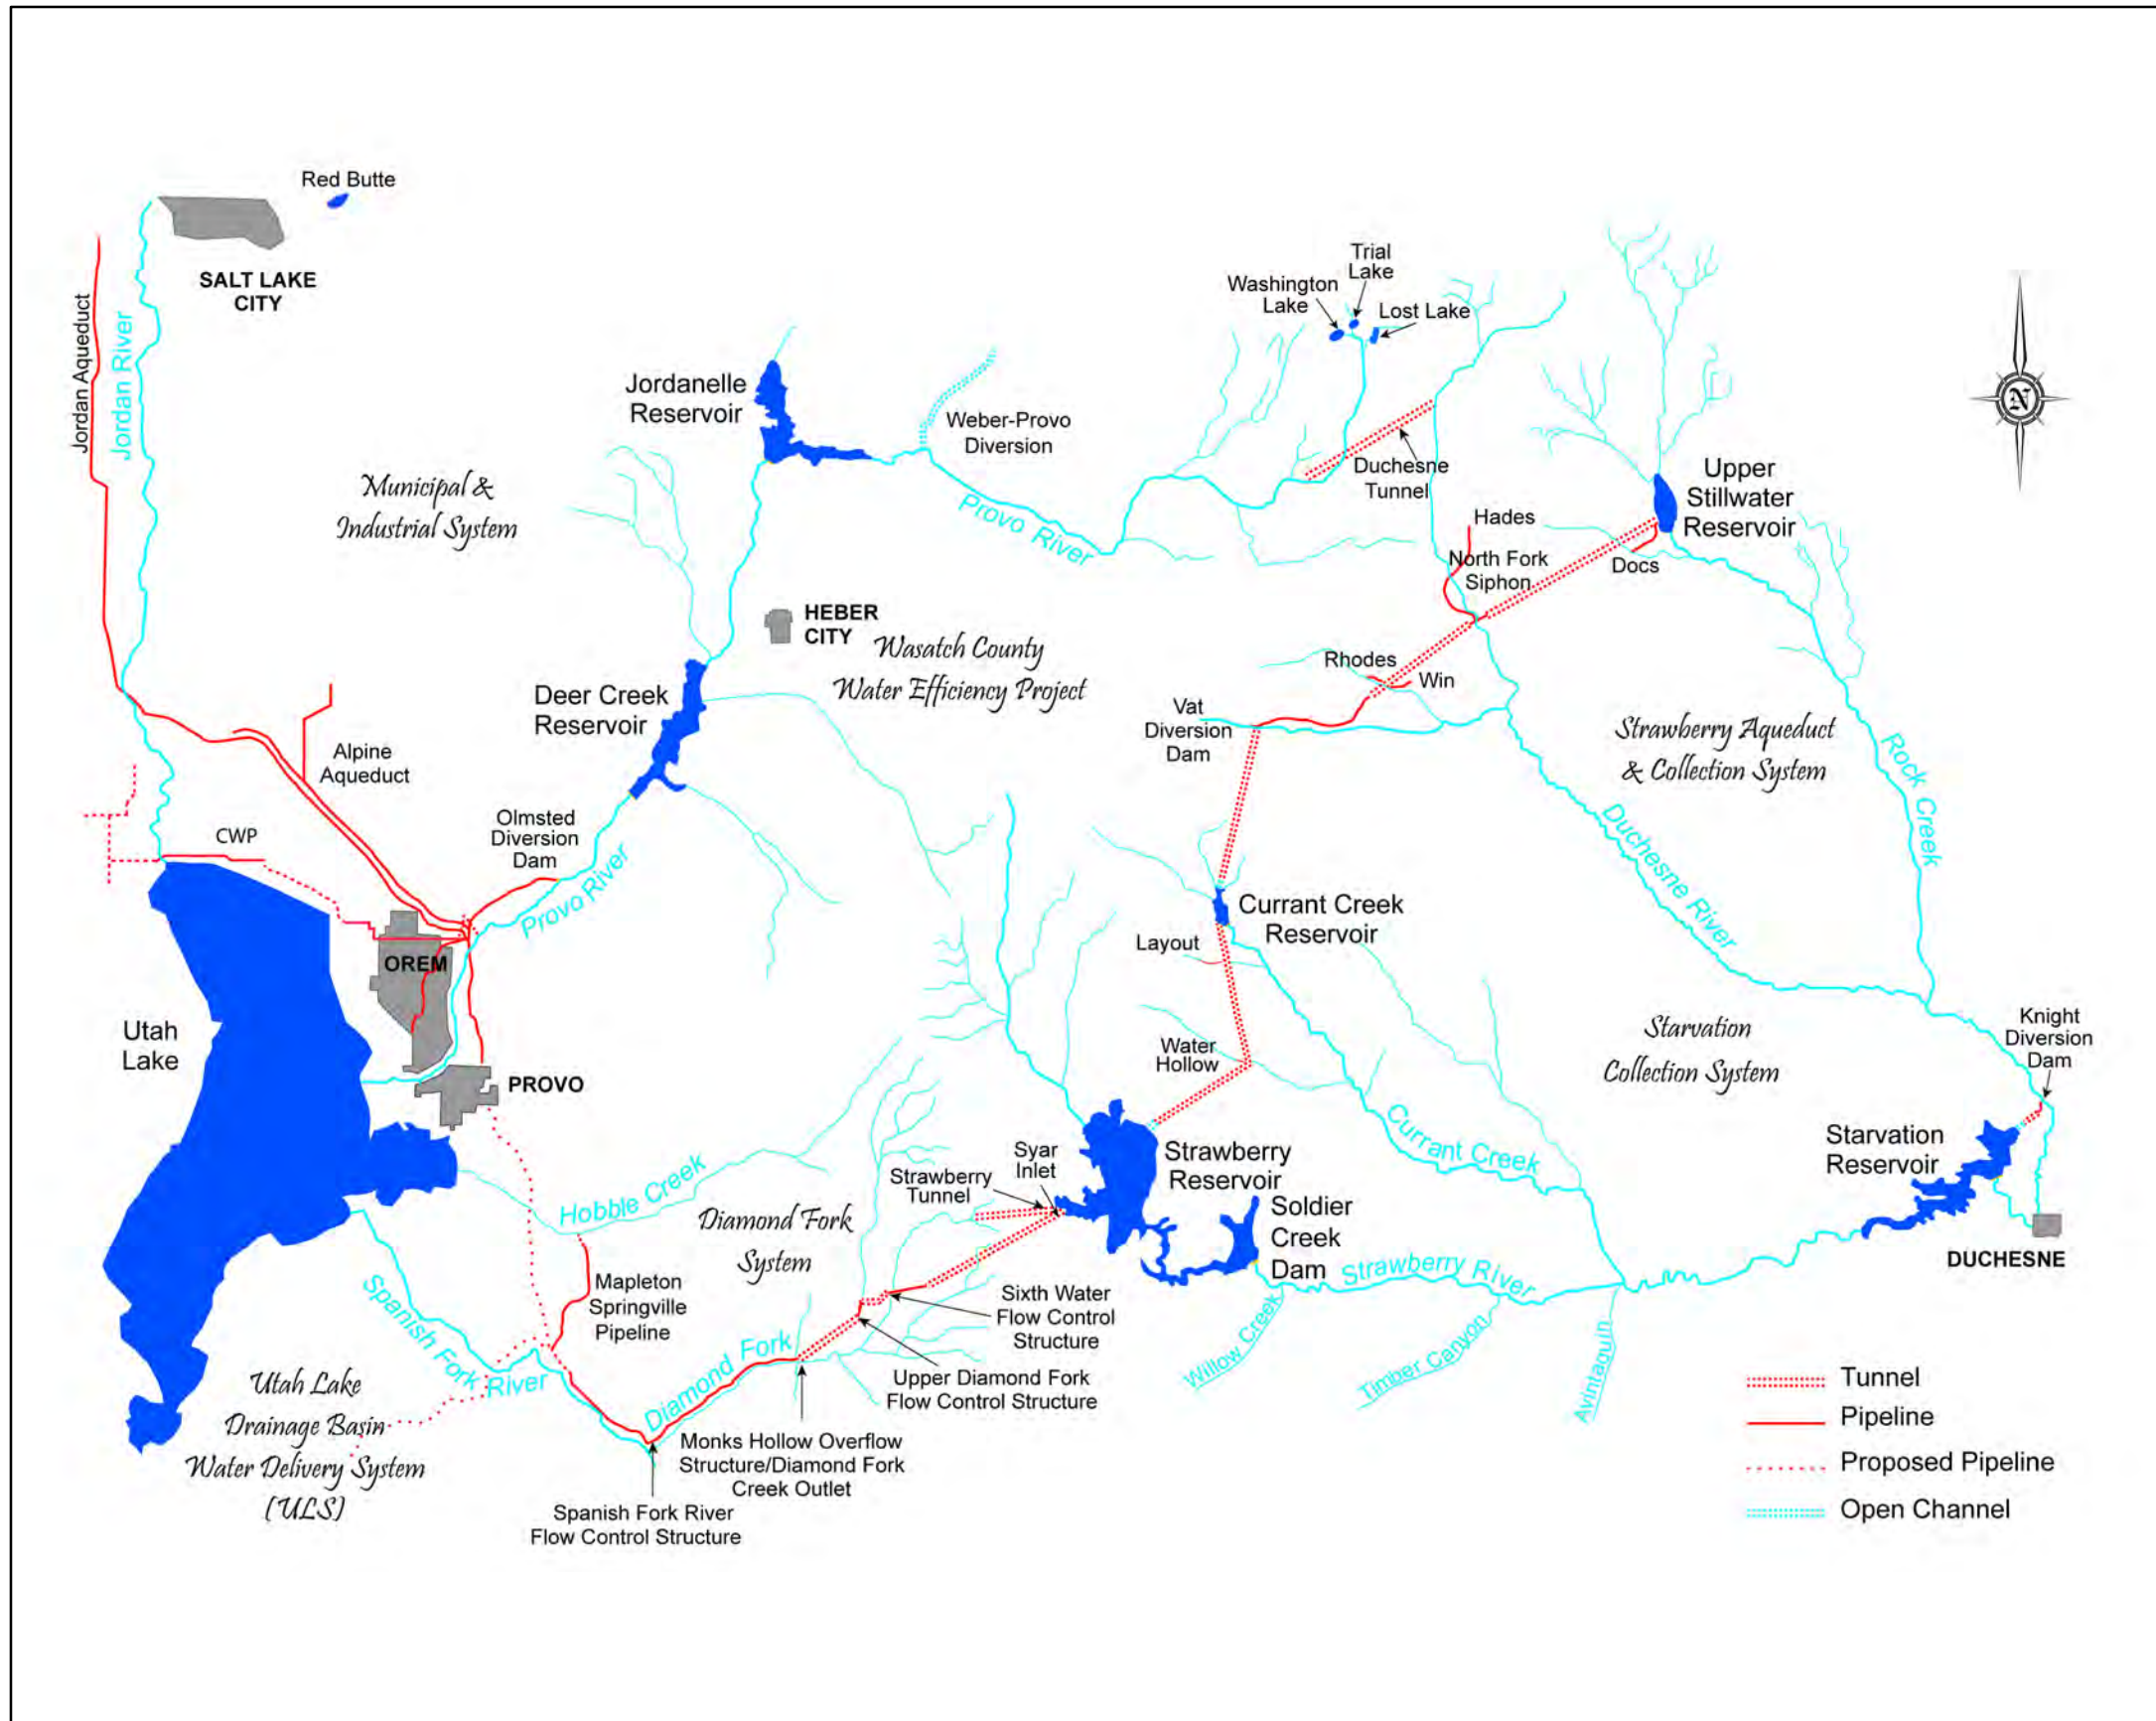 Red Butte
SALT LAKE
CITY
Jordan Aqueduct
Jordan River
Trial
Lake
Washington
Lake
Lost Lake
N
Jordanelle
Reservoir
Weber-Provo
Diversion
Duchesne
Tunnel
Upper
Stillwater
Reservoir
Municipal &
Industrial System
Provo River
Hades
North Fork
Siphon
Docs
HEBER
CITY
Wasatch County
Water Efficiency Project
Rhodes
Win
Deer Creek
Reservoir
Vat
Diversion
Dam
Strawberry Aqueduct
& Collection System
Rock Creek
Alpine
Aqueduct
Olmsted
Diversion
Dam
CWP
Provo River
Duchesne River
Currant Creek
Reservoir
Layout
OREM
Utah
Lake
Water
Hollow
Starvation
Collection System
Knight
Diversion
Dam
PROVO
Currant Creek
Starvation
Reservoir
Strawberry
Reservoir
Syar
Inlet
Strawberry
Tunnel
Hobble Creek
Diamond Fork
System
Soldier
Creek
Dam
Strawberry River
DUCHESNE
Mapleton
Springville
Pipeline
Sixth Water
Flow Control
Structure
Spanish Fork River
Diamond Fork
Willow Creek
Timber Canyon
Avintaquin
Upper Diamond Fork
Flow Control Structure
Utah Lake
Drainage Basin
Water Delivery System
(ULS)
Monks Hollow Overflow
Structure/Diamond Fork
Creek Outlet
Spanish Fork River
Flow Control Structure
Tunnel
Pipeline
Proposed Pipeline
Open Channel